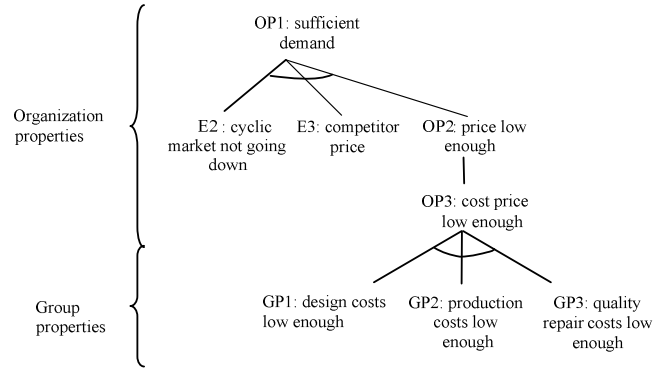 OP1: sufficient
demand
Organization
properties
E2 : cyclic
market not going
down
E3: competitor
price
OP2: price low
enough
OP3: cost price
low enough
Group
properties
GP1: design costs
low enough
GP2: production
costs low
enough
GP3: quality
repair costs low
enough